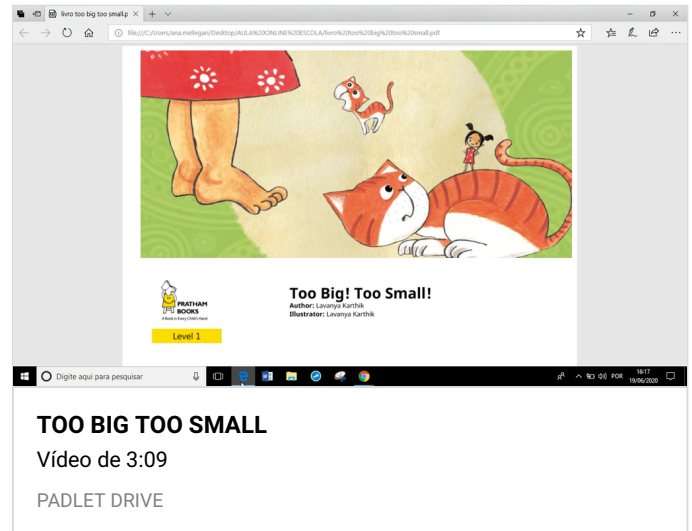 livro too big too small.p
file:///C:/Users/ana.mellegari/Desktop/AULA%20ONLINE%20ESCOLA/livro%20too%20big%20too%20small.pdf
PRATHAM
BOOKS
A Book in Every Child's Hand
Level 1
Too Big! Too Small!
Author: Lavanya Karthik
Illustrator: Lavanya Karthik
Digite aqui para pesquisar
POR
16:17
19/06/2020
TOO BIG TOO SMALL
Vídeo de 3:09
PADLET DRIVE